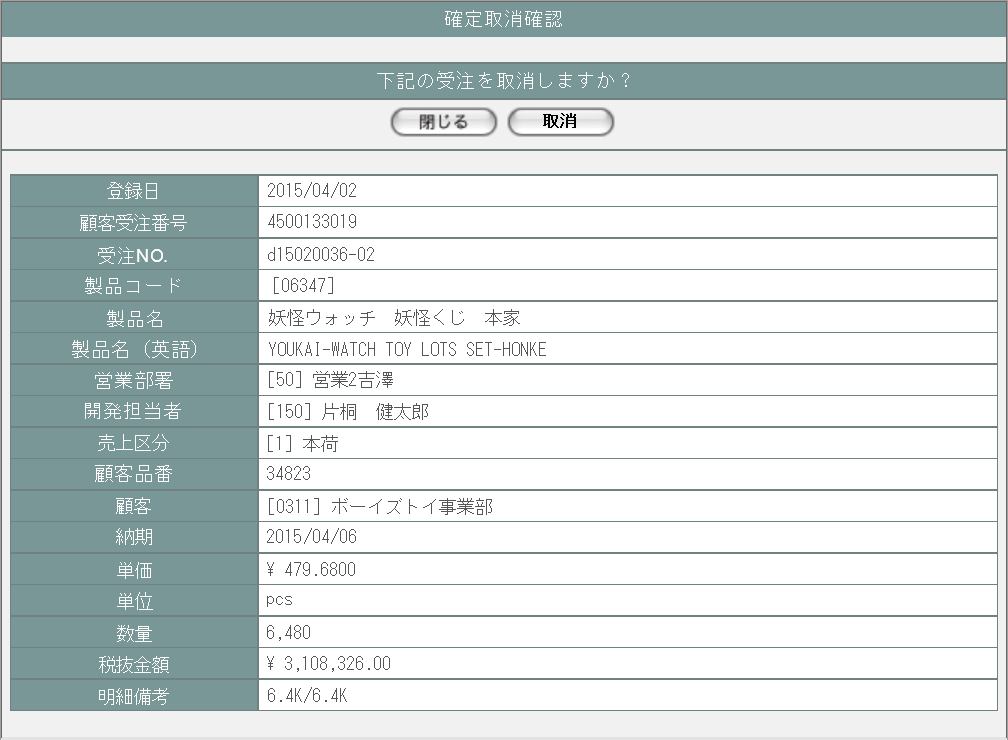 確定取消確認
下記の受注を取消しますか？
閉じる 取消
登録日 2015/04/02
顧客受注番号 4500133019
受注NO. d15020036-02
製品コード [06347]
製品名 妖怪ウォッチ　妖怪くじ　本家
製品名（英語） YOUKAI-WATCH TOY LOTS SET-HONKE
営業部署 [50] 営業2吉澤
開発担当者 [150] 片桐　健太郎
売上区分 [1] 本荷
顧客品番 34823
顧客 [0311] ボーイズトイ事業部
納期 2015/04/06
単価 ¥ 479.6800
単位 pcs
数量 6,480
税抜金額 ¥ 3,108,326.00
明細備考 6.4K/6.4K